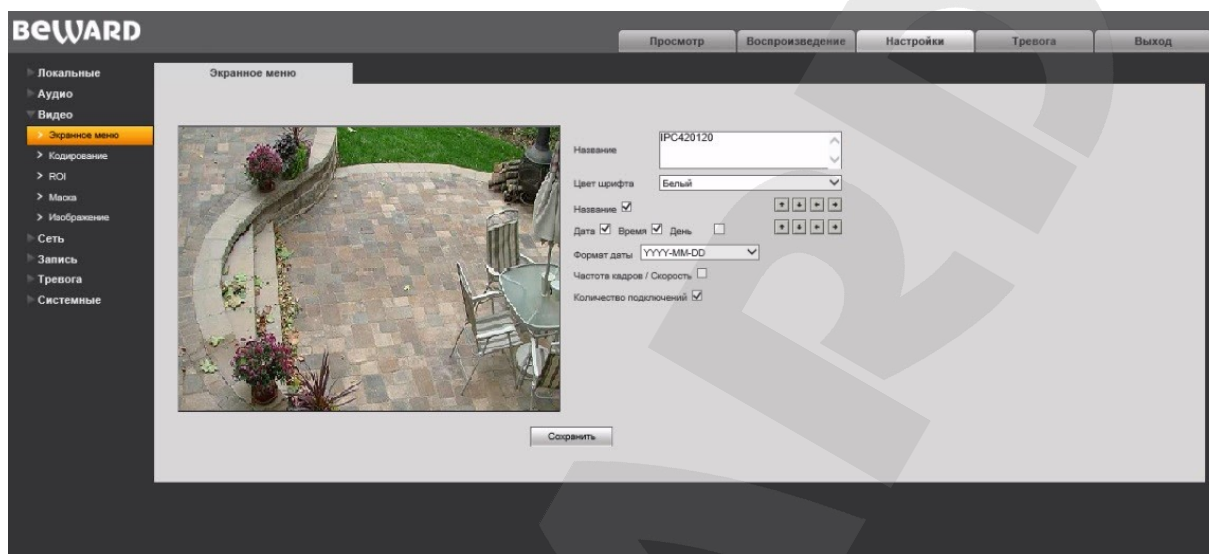 BEWARD
Просмотр
Воспроизведение
Настройки
Тревога
Выход
Локальные
Аудио
Видео
Экранное меню
Кодирование
ROI
Маска
Изображение
Сеть
Запись
Тревога
Системные
Экранное меню
Название
IPC420120
Цвет шрифта
Белый
Название
Дата Время День
Формат даты YYYY-MM-DD
Частота кадров / Скорость
Количество подключений
Сохранить